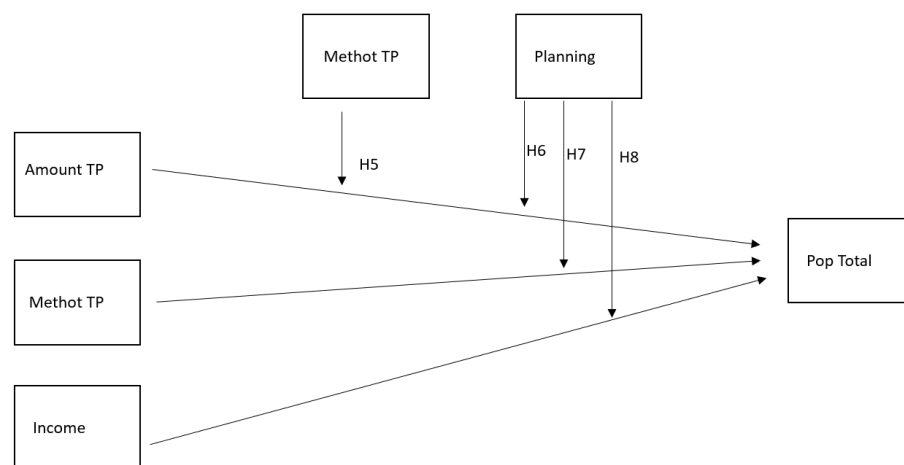 Methot TP
Planning
H5
H6
H7
H8
Amount TP
Methot TP
Income
Pop Total